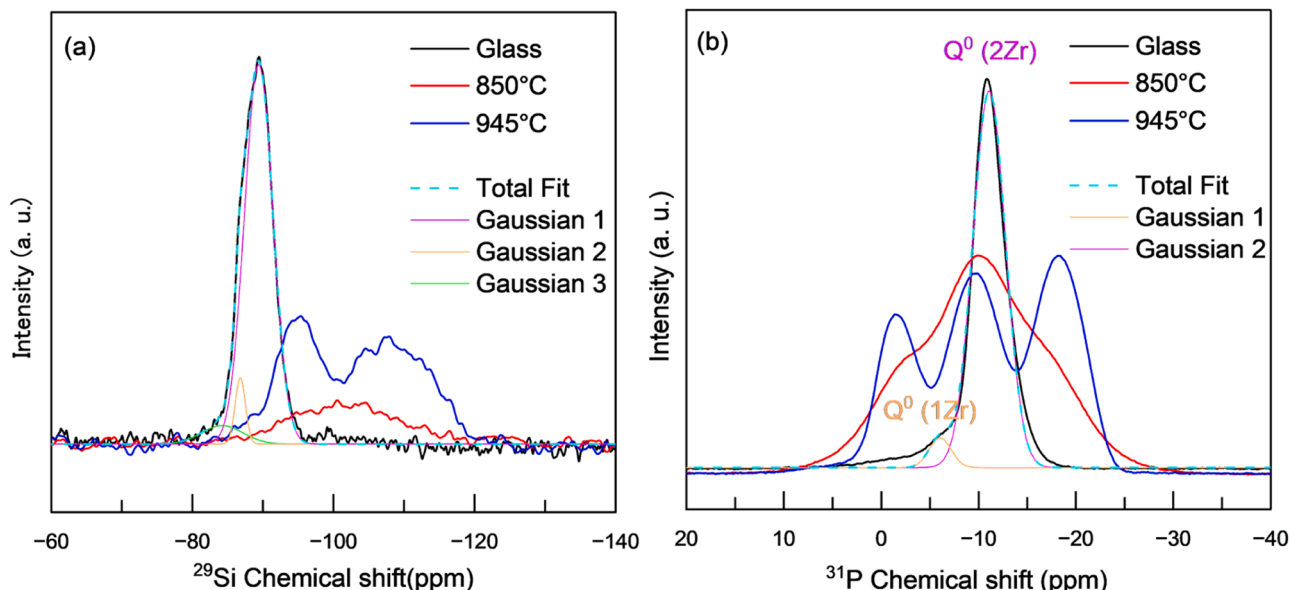 (a)
Glass
850°C
945°C
Total Fit
Gaussian 1
Gaussian 2
Gaussian 3
Intensity (a. u.)
−60 −80 −100 −120 −140
²⁹Si Chemical shift(ppm)
(b)
Q⁰ (2Zr)
Glass
850°C
945°C
Total Fit
Gaussian 1
Gaussian 2
Q⁰ (1Zr)
Intensity (a. u.)
20 10 0 −10 −20 −30 −40
³¹P Chemical shift (ppm)